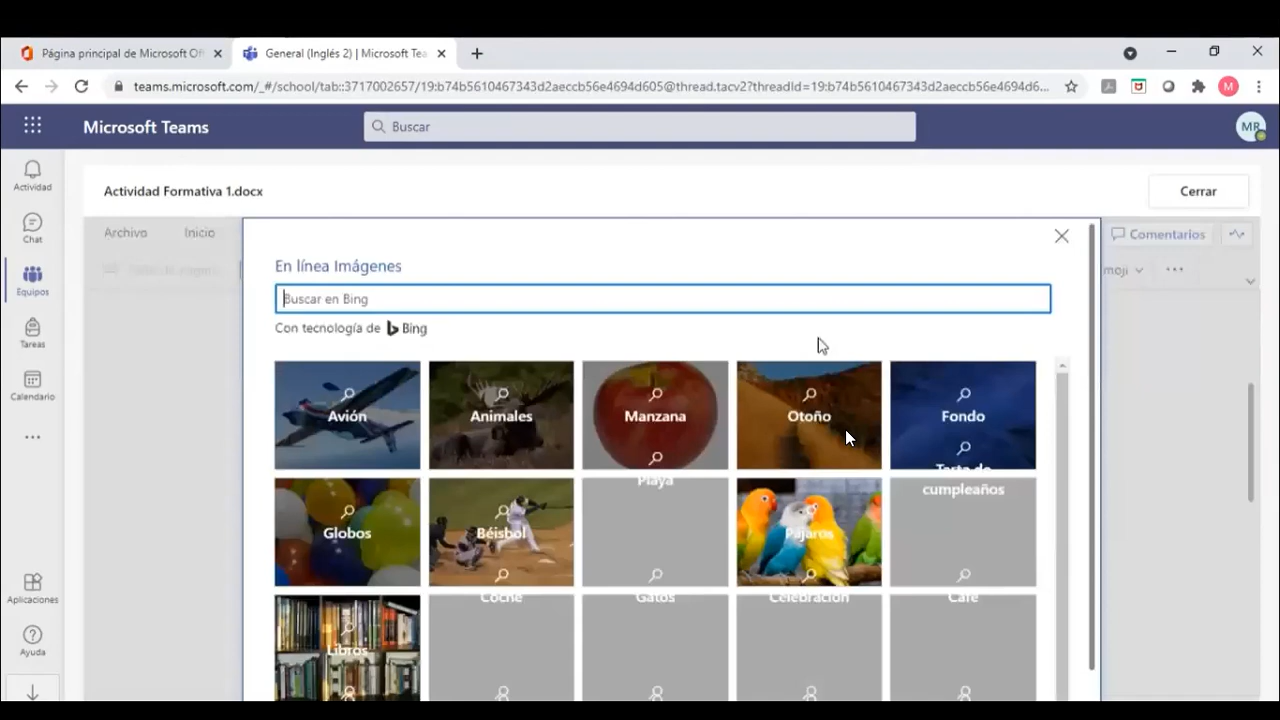 Página principal de Microsoft Of
General (Inglés 2) | Microsoft Tea
teams.microsoft.com/_#/school/tab::3717002657/19:b74b5610467343d2aeccb56e4694d605@thread.tacv2?threadId=19:b74b5610467343d2aeccb56e4694d6...
M
Microsoft Teams
Buscar
MR
Actividad
Chat
Equipos
Tareas
Calendario
Aplicaciones
Ayuda
Actividad Formativa 1.docx
Cerrar
Archivo
Inicio
Comentarios
moji
En línea Imágenes
Buscar en Bing
Con tecnología de Bing
Avión
Animales
Manzana
Otoño
Fondo
Globos
Béisbol
Playa
Pájaros
Tarta de
cumpleaños
Libros
Coche
Gatos
Celebración
Café